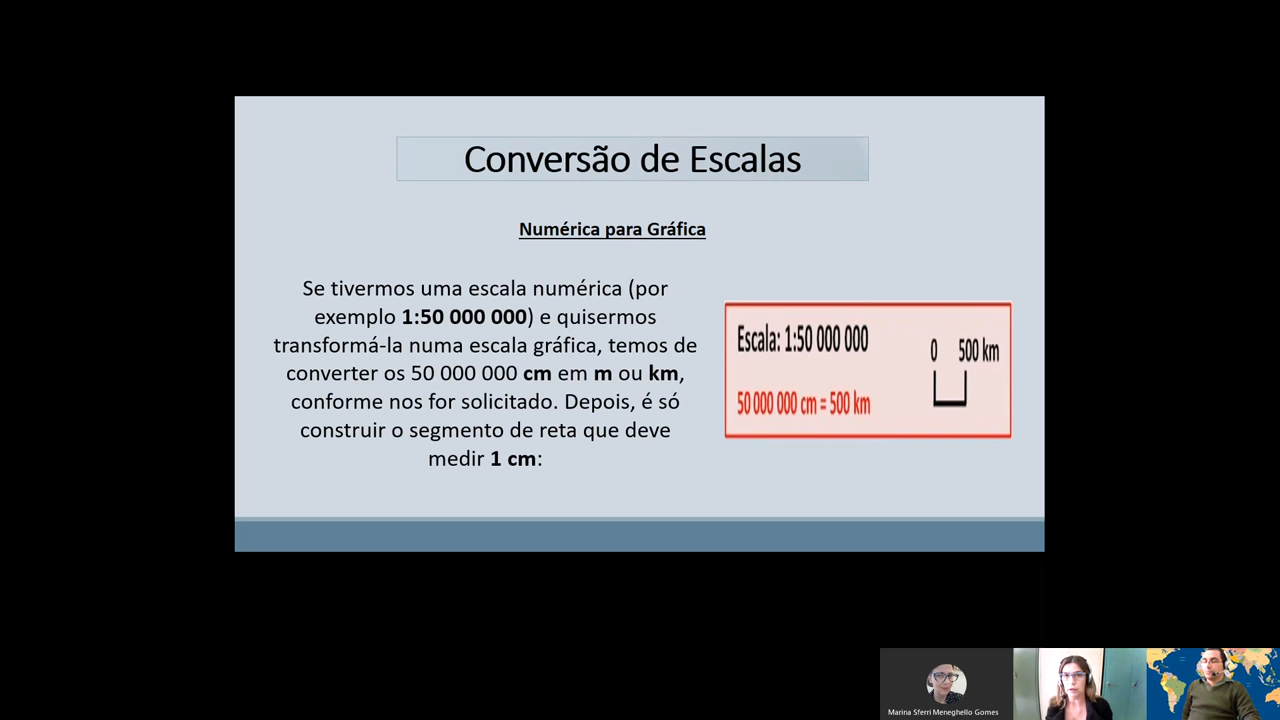 Conversão de Escalas
Numérica para Gráfica
Se tivermos uma escala numérica (por
exemplo 1:50 000 000) e quisermos
transformá-la numa escala gráfica, temos de
converter os 50 000 000 cm em m ou km,
conforme nos for solicitado. Depois, é só
construir o segmento de reta que deve
medir 1 cm:
Escala: 1:50 000 000
0 500 km
50 000 000 cm = 500 km
Marina Sferri Meneghello Gomes